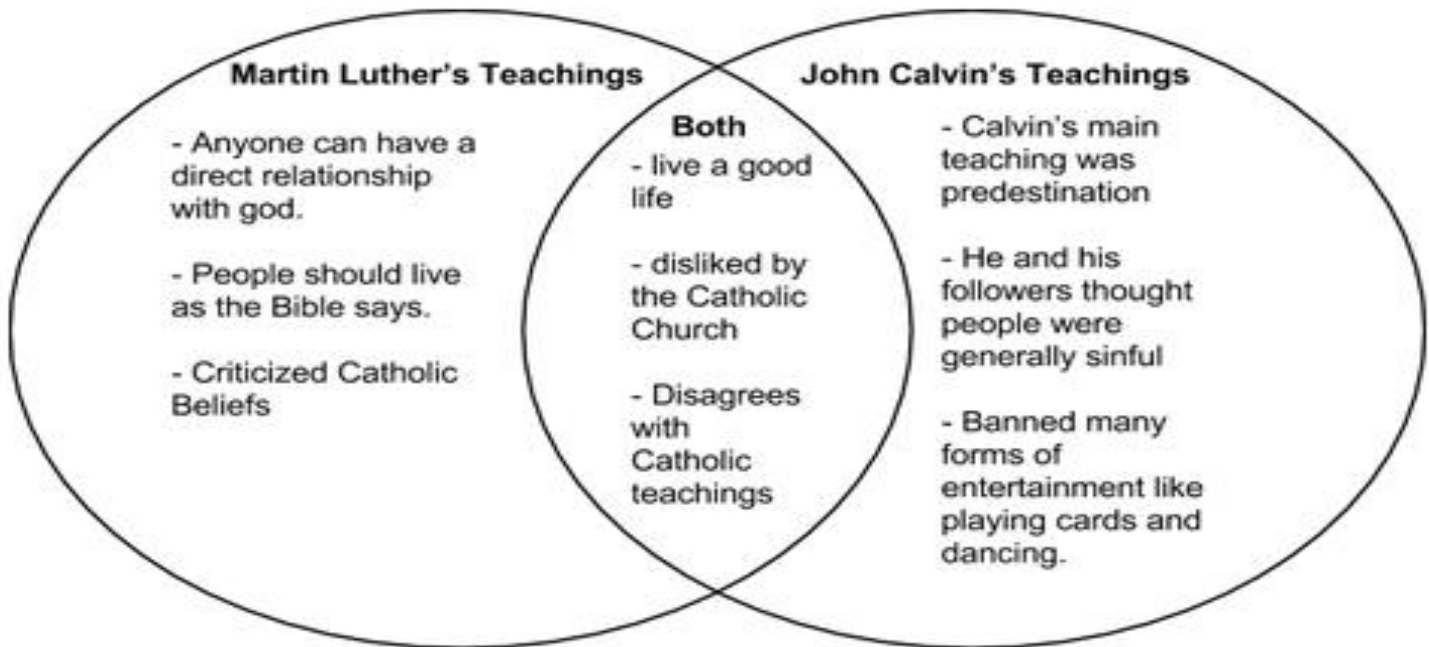 Martin Luther's Teachings
- Anyone can have a
direct relationship
with god.
- People should live
as the Bible says.
- Criticized Catholic
Beliefs
Both
- live a good
life
- disliked by
the Catholic
Church
- Disagrees
with
Catholic
teachings
John Calvin's Teachings
- Calvin's main
teaching was
predestination
- He and his
followers thought
people were
generally sinful
- Banned many
forms of
entertainment like
playing cards and
dancing.